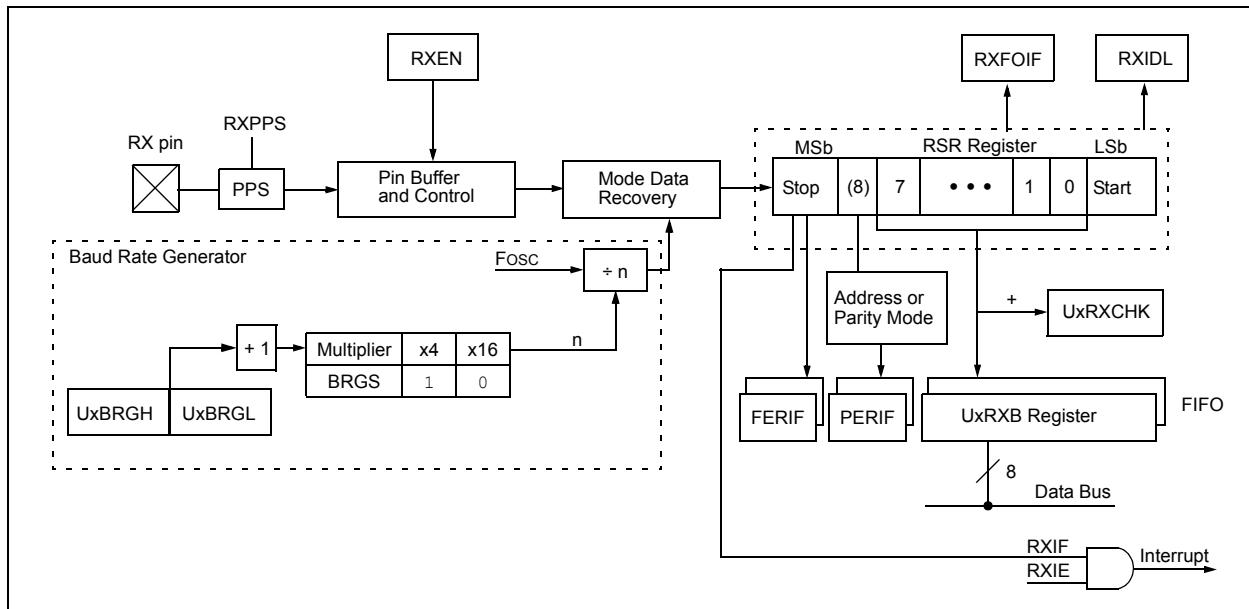 RXEN
RXFOIF
RXIDL
RX pin
RXPPS
PPS
Pin Buffer
and Control
Mode Data
Recovery
MSb
RSR Register
LSb
Stop
(8)
7
• • •
1
0
Start
Baud Rate Generator
FOSC
÷ n
n
+ 1
Multiplier
x4
x16
BRGS
1
0
UxBRGH
UxBRGL
Address or
Parity Mode
+
UxRXCHK
FERIF
PERIF
UxRXB Register
FIFO
8
Data Bus
RXIF
RXIE
Interrupt